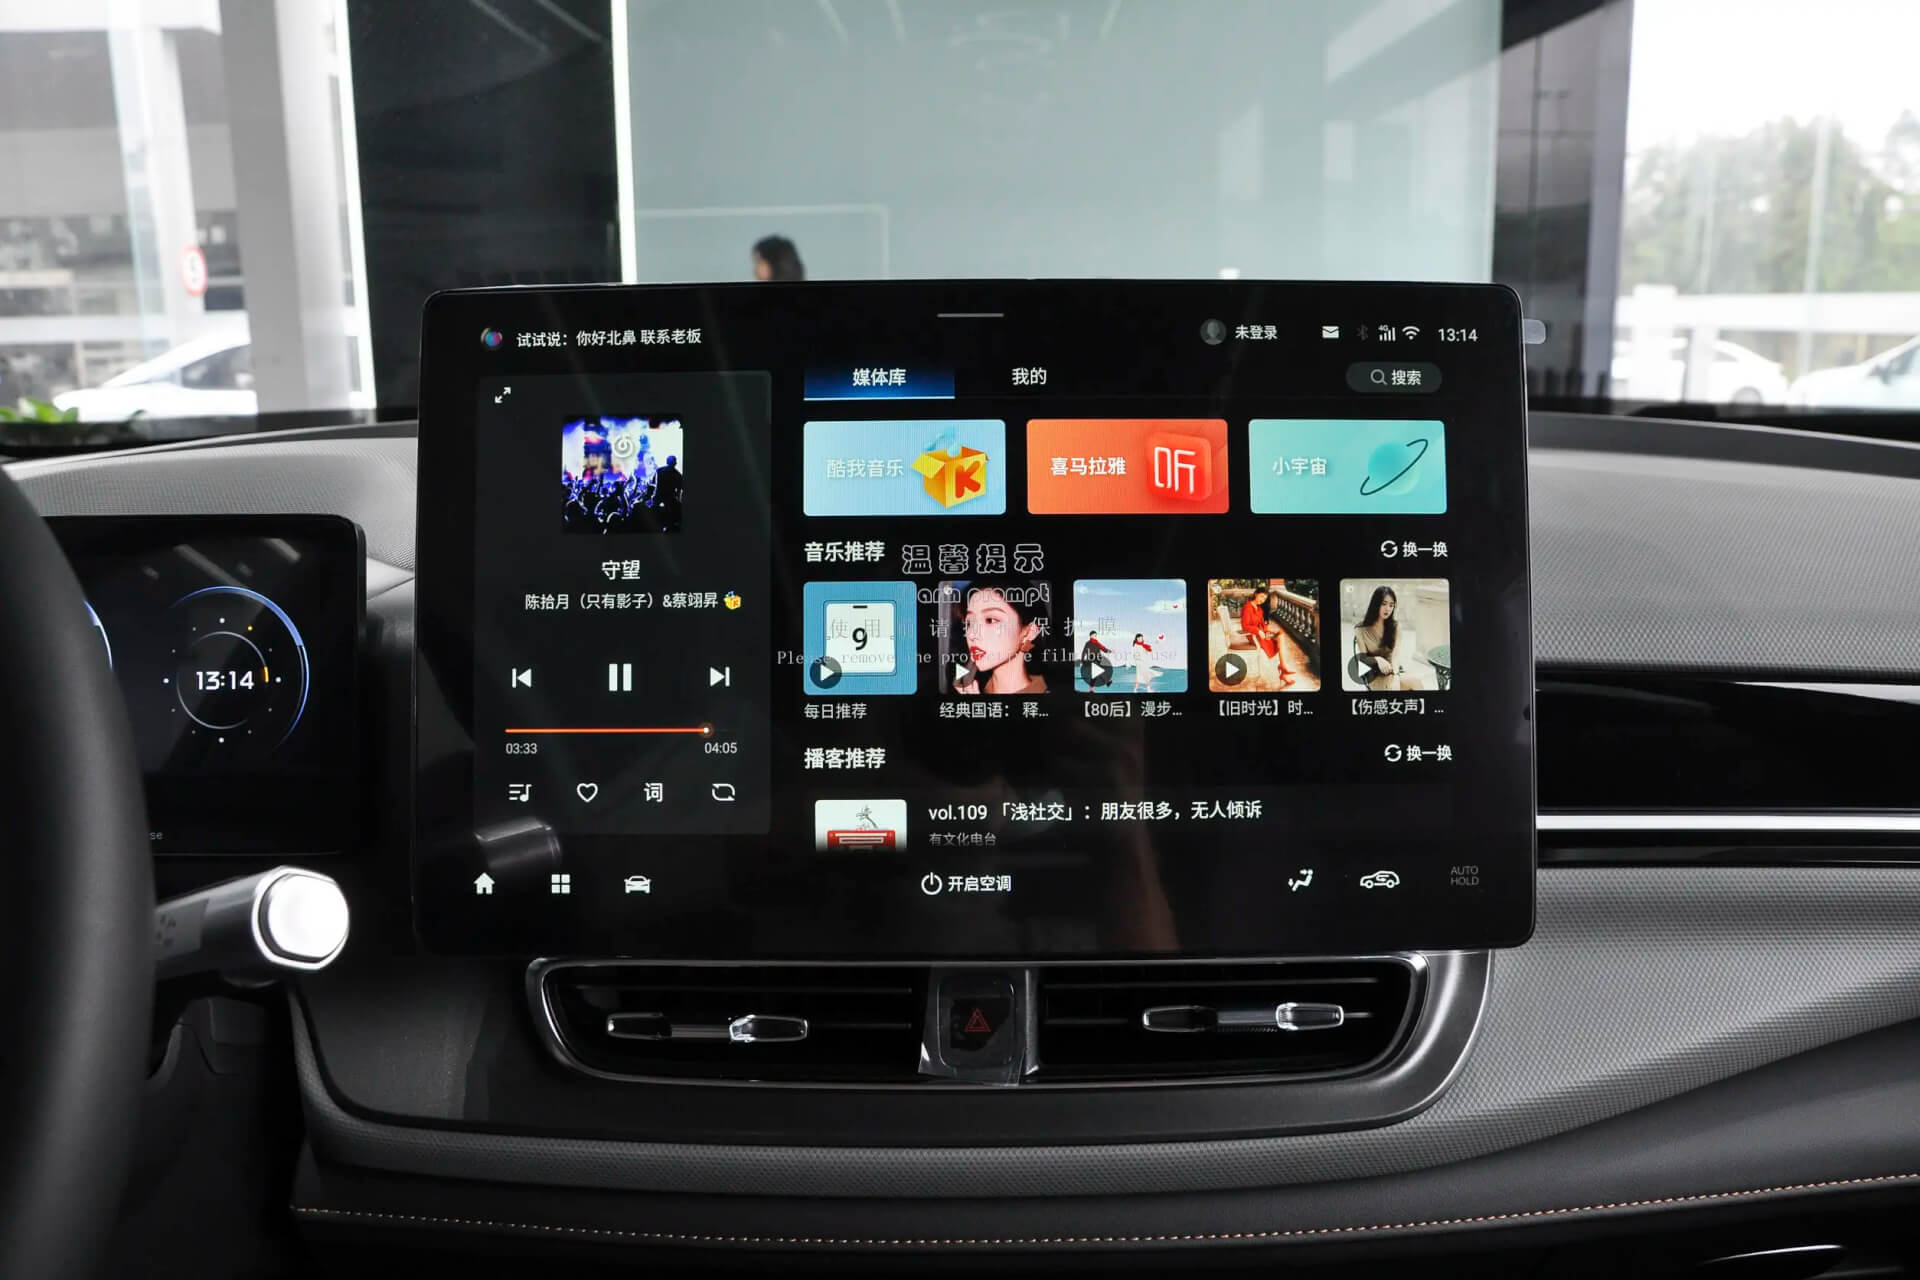 试试说：你好北鼻 联系老板
未登录
4G
13:14
媒体库
我的
搜索
守望
陈拾月（只有影子）&蔡翊昇
03:33
04:05
词
酷我音乐
K
喜马拉雅
听
小宇宙
音乐推荐
换一换
温馨提示
Warm prompt
使用前请撕掉保护膜
Please remove the protective film before use
9
每日推荐
经典国语：释...
【80后】漫步...
【旧时光】时...
【伤感女声】...
播客推荐
换一换
vol.109 「浅社交」：朋友很多，无人倾诉
有文化电台
开启空调
AUTO
HOLD
13:14
5